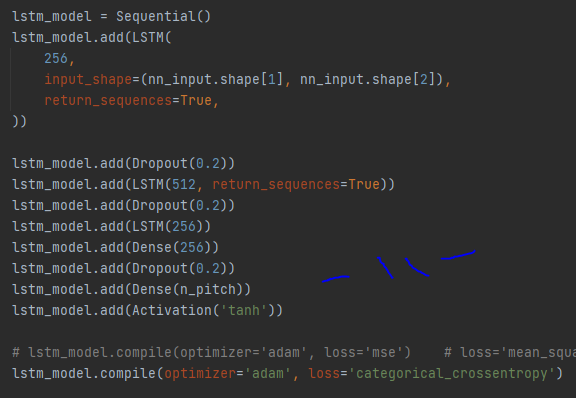 lstm_model = Sequential()
lstm_model.add(LSTM(
    256,
    input_shape=(nn_input.shape[1], nn_input.shape[2]),
    return_sequences=True,
))
lstm_model.add(Dropout(0.2))
lstm_model.add(LSTM(512, return_sequences=True))
lstm_model.add(Dropout(0.2))
lstm_model.add(LSTM(256))
lstm_model.add(Dense(256))
lstm_model.add(Dropout(0.2))
lstm_model.add(Dense(n_pitch))
lstm_model.add(Activation('tanh'))
# lstm_model.compile(optimizer='adam', loss='mse')    # loss='mean_squa
lstm_model.compile(optimizer='adam', loss='categorical_crossentropy')